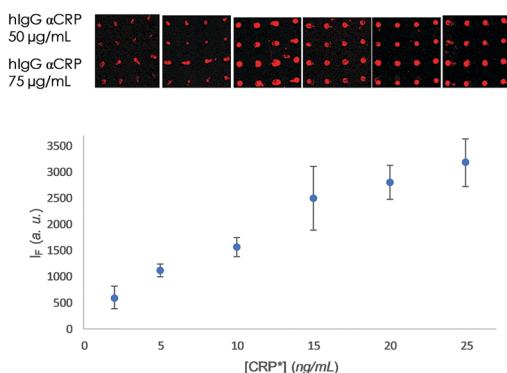 hIgG αCRP
50 µg/mL
hIgG αCRP
75 µg/mL
3500
3000
2500
2000
1500
1000
500
0
I_F (a. u.)
0 5 10 15 20 25
[CRP*] (ng/mL)